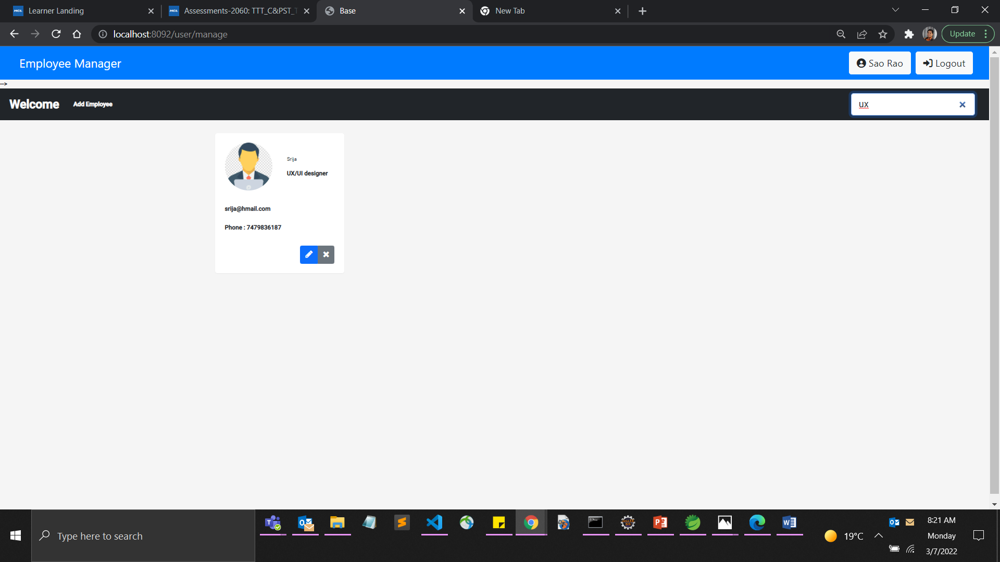 Learner Landing
Assessments-2060: TTT_C&PST_T
Base
New Tab
localhost:8092/user/manage
Update
Employee Manager
Sao Rao
Logout
-->
Welcome
Add Employee
ux
Srija
UX/UI designer
srija@hmail.com
Phone : 7479836187
Type here to search
19°C
8:21 AM
Monday
3/7/2022